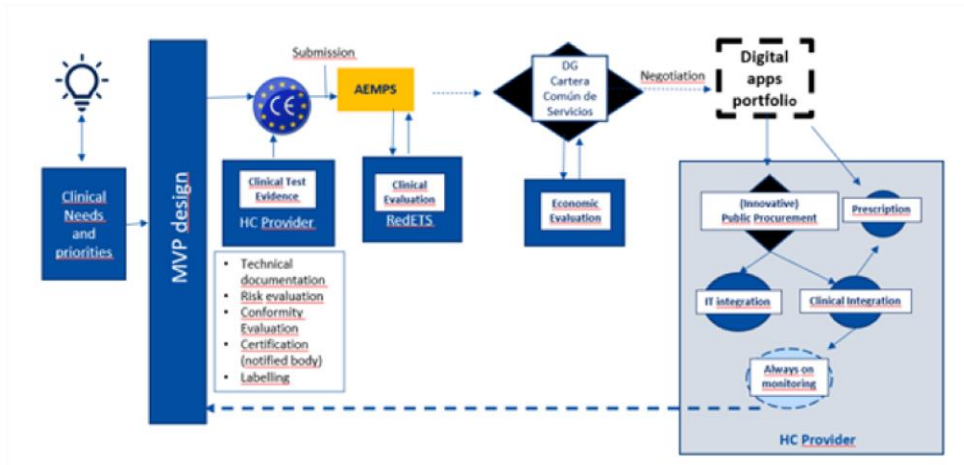 Clinical
Needs
and
priorities
MVP design
Submission
CE
AEMPS
Clinical Test
Evidence
HC Provider
Clinical
Evaluation
RedETS
• Technical
documentation
• Risk evaluation
• Conformity
Evaluation
• Certification
(notified body)
• Labelling
DG
Cartera
Común de
Servicios
Economic
Evaluation
Negotiation
Digital
apps
portfolio
(Innovative)
Public Procurement
Prescription
IT integration
Clinical Integration
Always on
monitoring
HC Provider